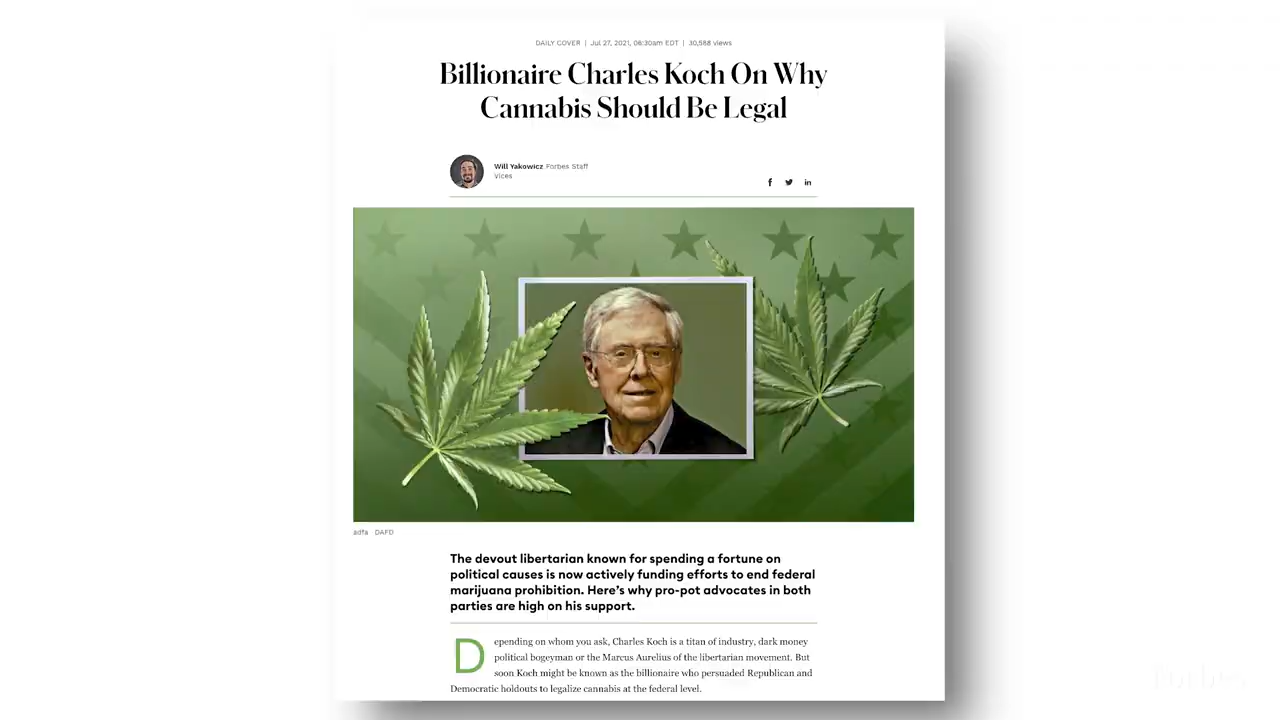 DAILY COVER | Jul 27, 2021, 06:30am EDT | 30,588 views
Billionaire Charles Koch On Why
Cannabis Should Be Legal
Will Yakowicz Forbes Staff
Vices
adfa DAFD
The devout libertarian known for spending a fortune on
political causes is now actively funding efforts to end federal
marijuana prohibition. Here's why pro-pot advocates in both
parties are high on his support.
Depending on whom you ask, Charles Koch is a titan of industry, dark money
political bogeyman or the Marcus Aurelius of the libertarian movement. But
soon Koch might be known as the billionaire who persuaded Republican and
Democratic holdouts to legalize cannabis at the federal level.
Forbes